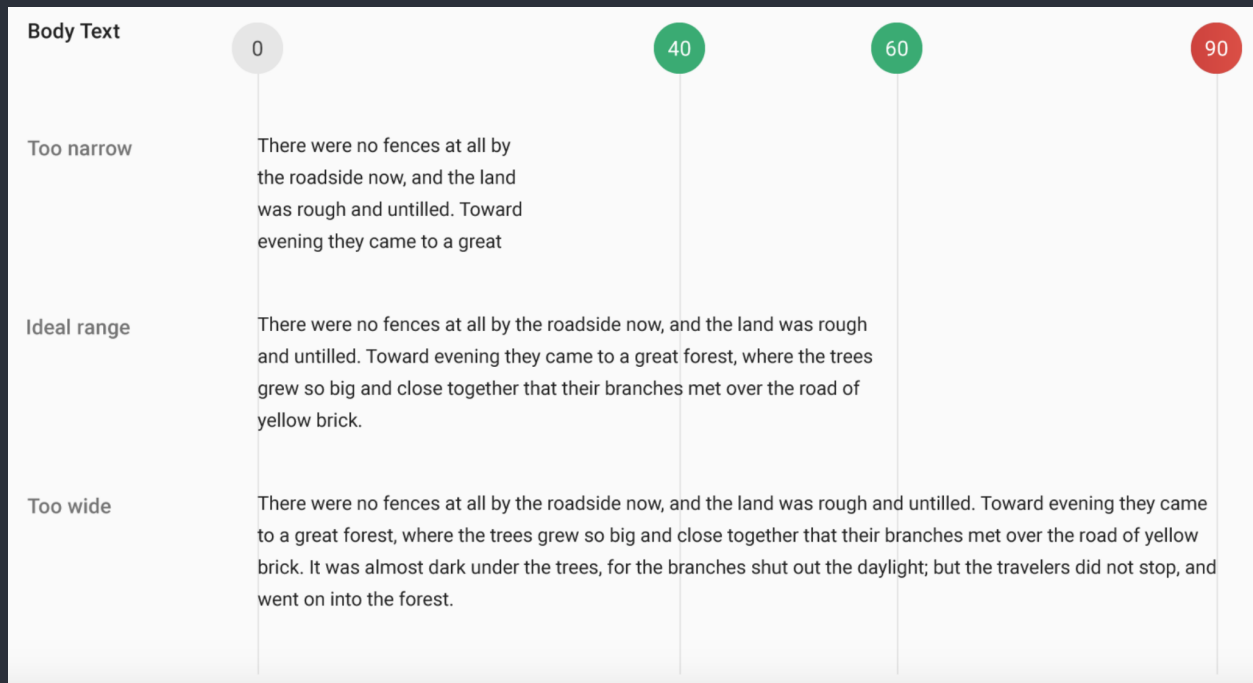 Body Text
0
40
60
90
Too narrow
There were no fences at all by
the roadside now, and the land
was rough and untilled. Toward
evening they came to a great
Ideal range
There were no fences at all by the roadside now, and the land was rough
and untilled. Toward evening they came to a great forest, where the trees
grew so big and close together that their branches met over the road of
yellow brick.
Too wide
There were no fences at all by the roadside now, and the land was rough and untilled. Toward evening they came
to a great forest, where the trees grew so big and close together that their branches met over the road of yellow
brick. It was almost dark under the trees, for the branches shut out the daylight; but the travelers did not stop, and
went on into the forest.